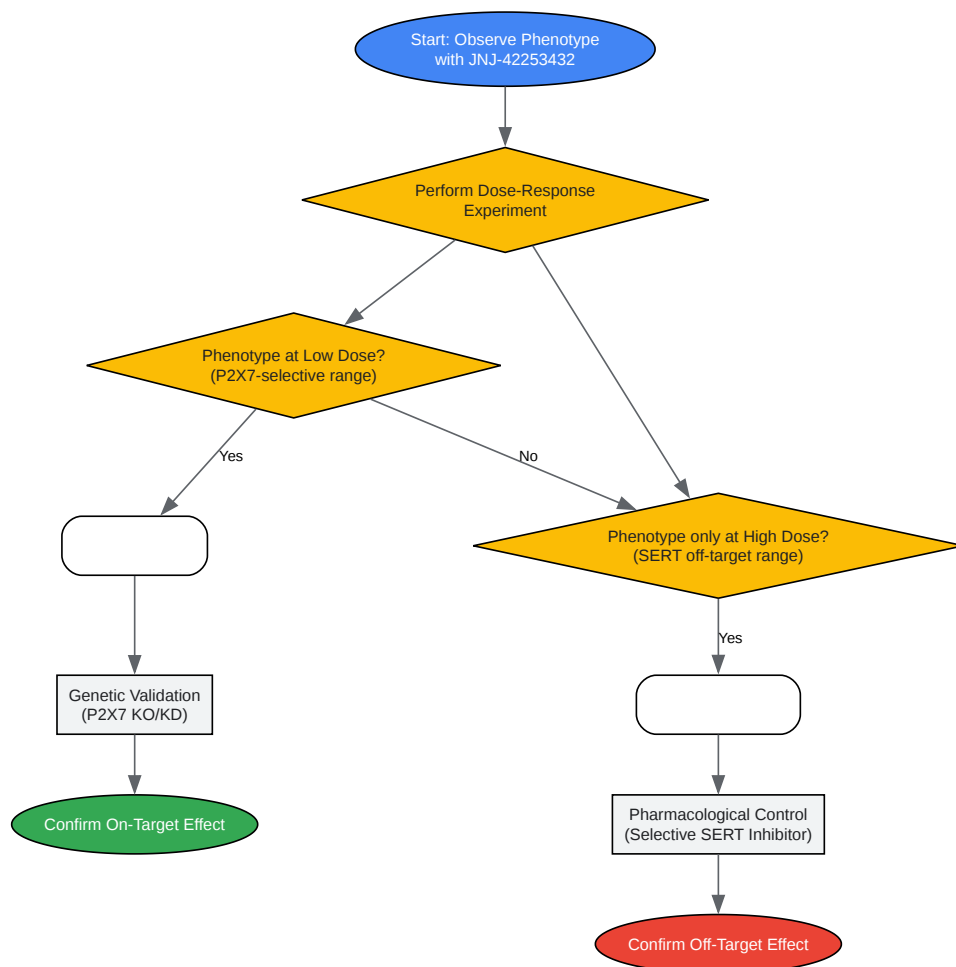 Start: Observe Phenotype
with JNJ-42253432
Perform Dose-Response
Experiment
Phenotype at Low Dose?
(P2X7-selective range)
Yes
No
Phenotype only at High Dose?
(SERT off-target range)
Yes
Genetic Validation
(P2X7 KO/KD)
Confirm On-Target Effect
Pharmacological Control
(Selective SERT Inhibitor)
Confirm Off-Target Effect